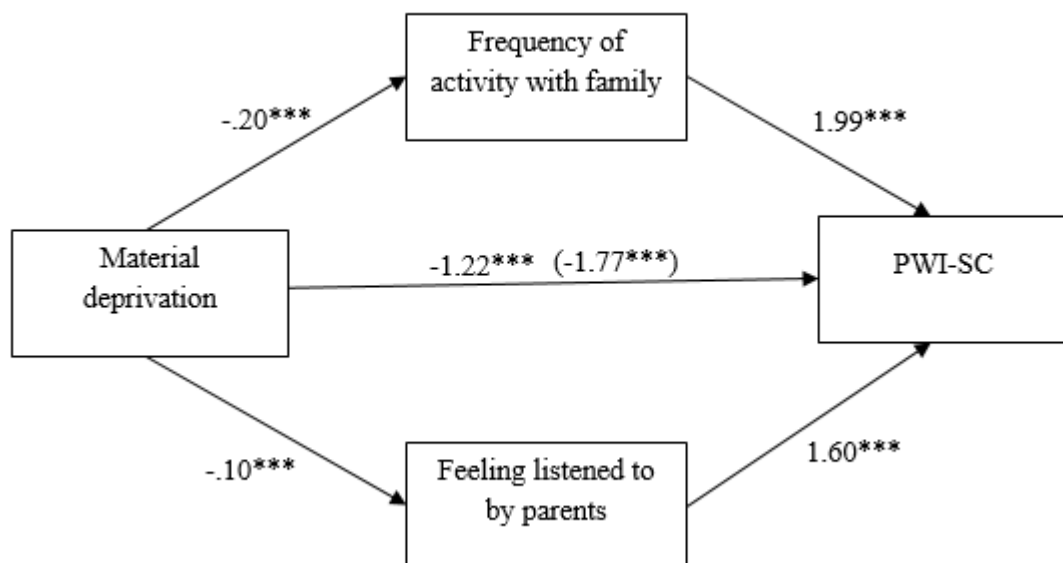 Frequency of
activity with family
-.20***
1.99***
Material
deprivation
-1.22*** (-1.77***)
PWI-SC
-.10***
1.60***
Feeling listened to
by parents